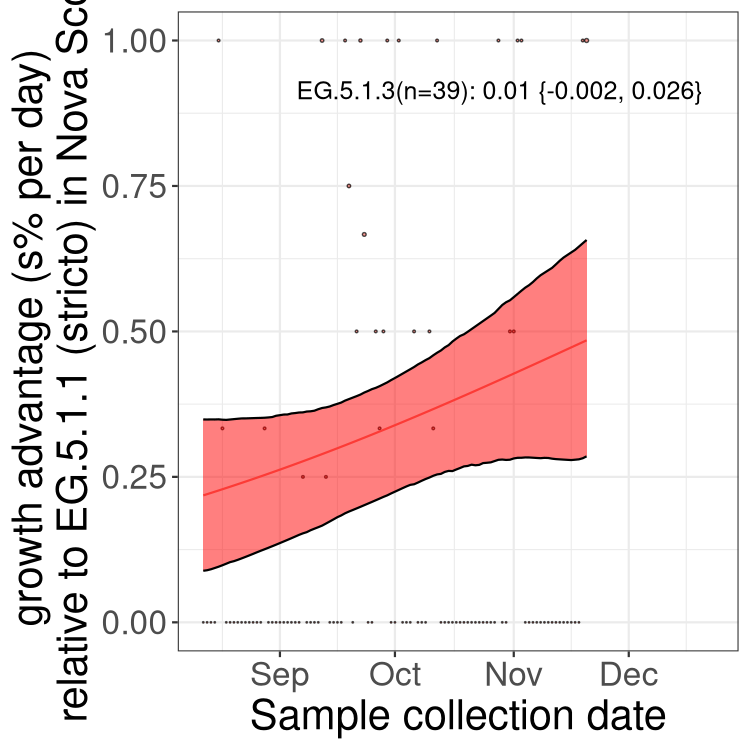 growth advantage (s% per day)
relative to EG.5.1.1 (stricto) in Nova Sco
1.00
0.75
0.50
0.25
0.00
EG.5.1.3(n=39): 0.01 {-0.002, 0.026}
Sep Oct Nov Dec
Sample collection date